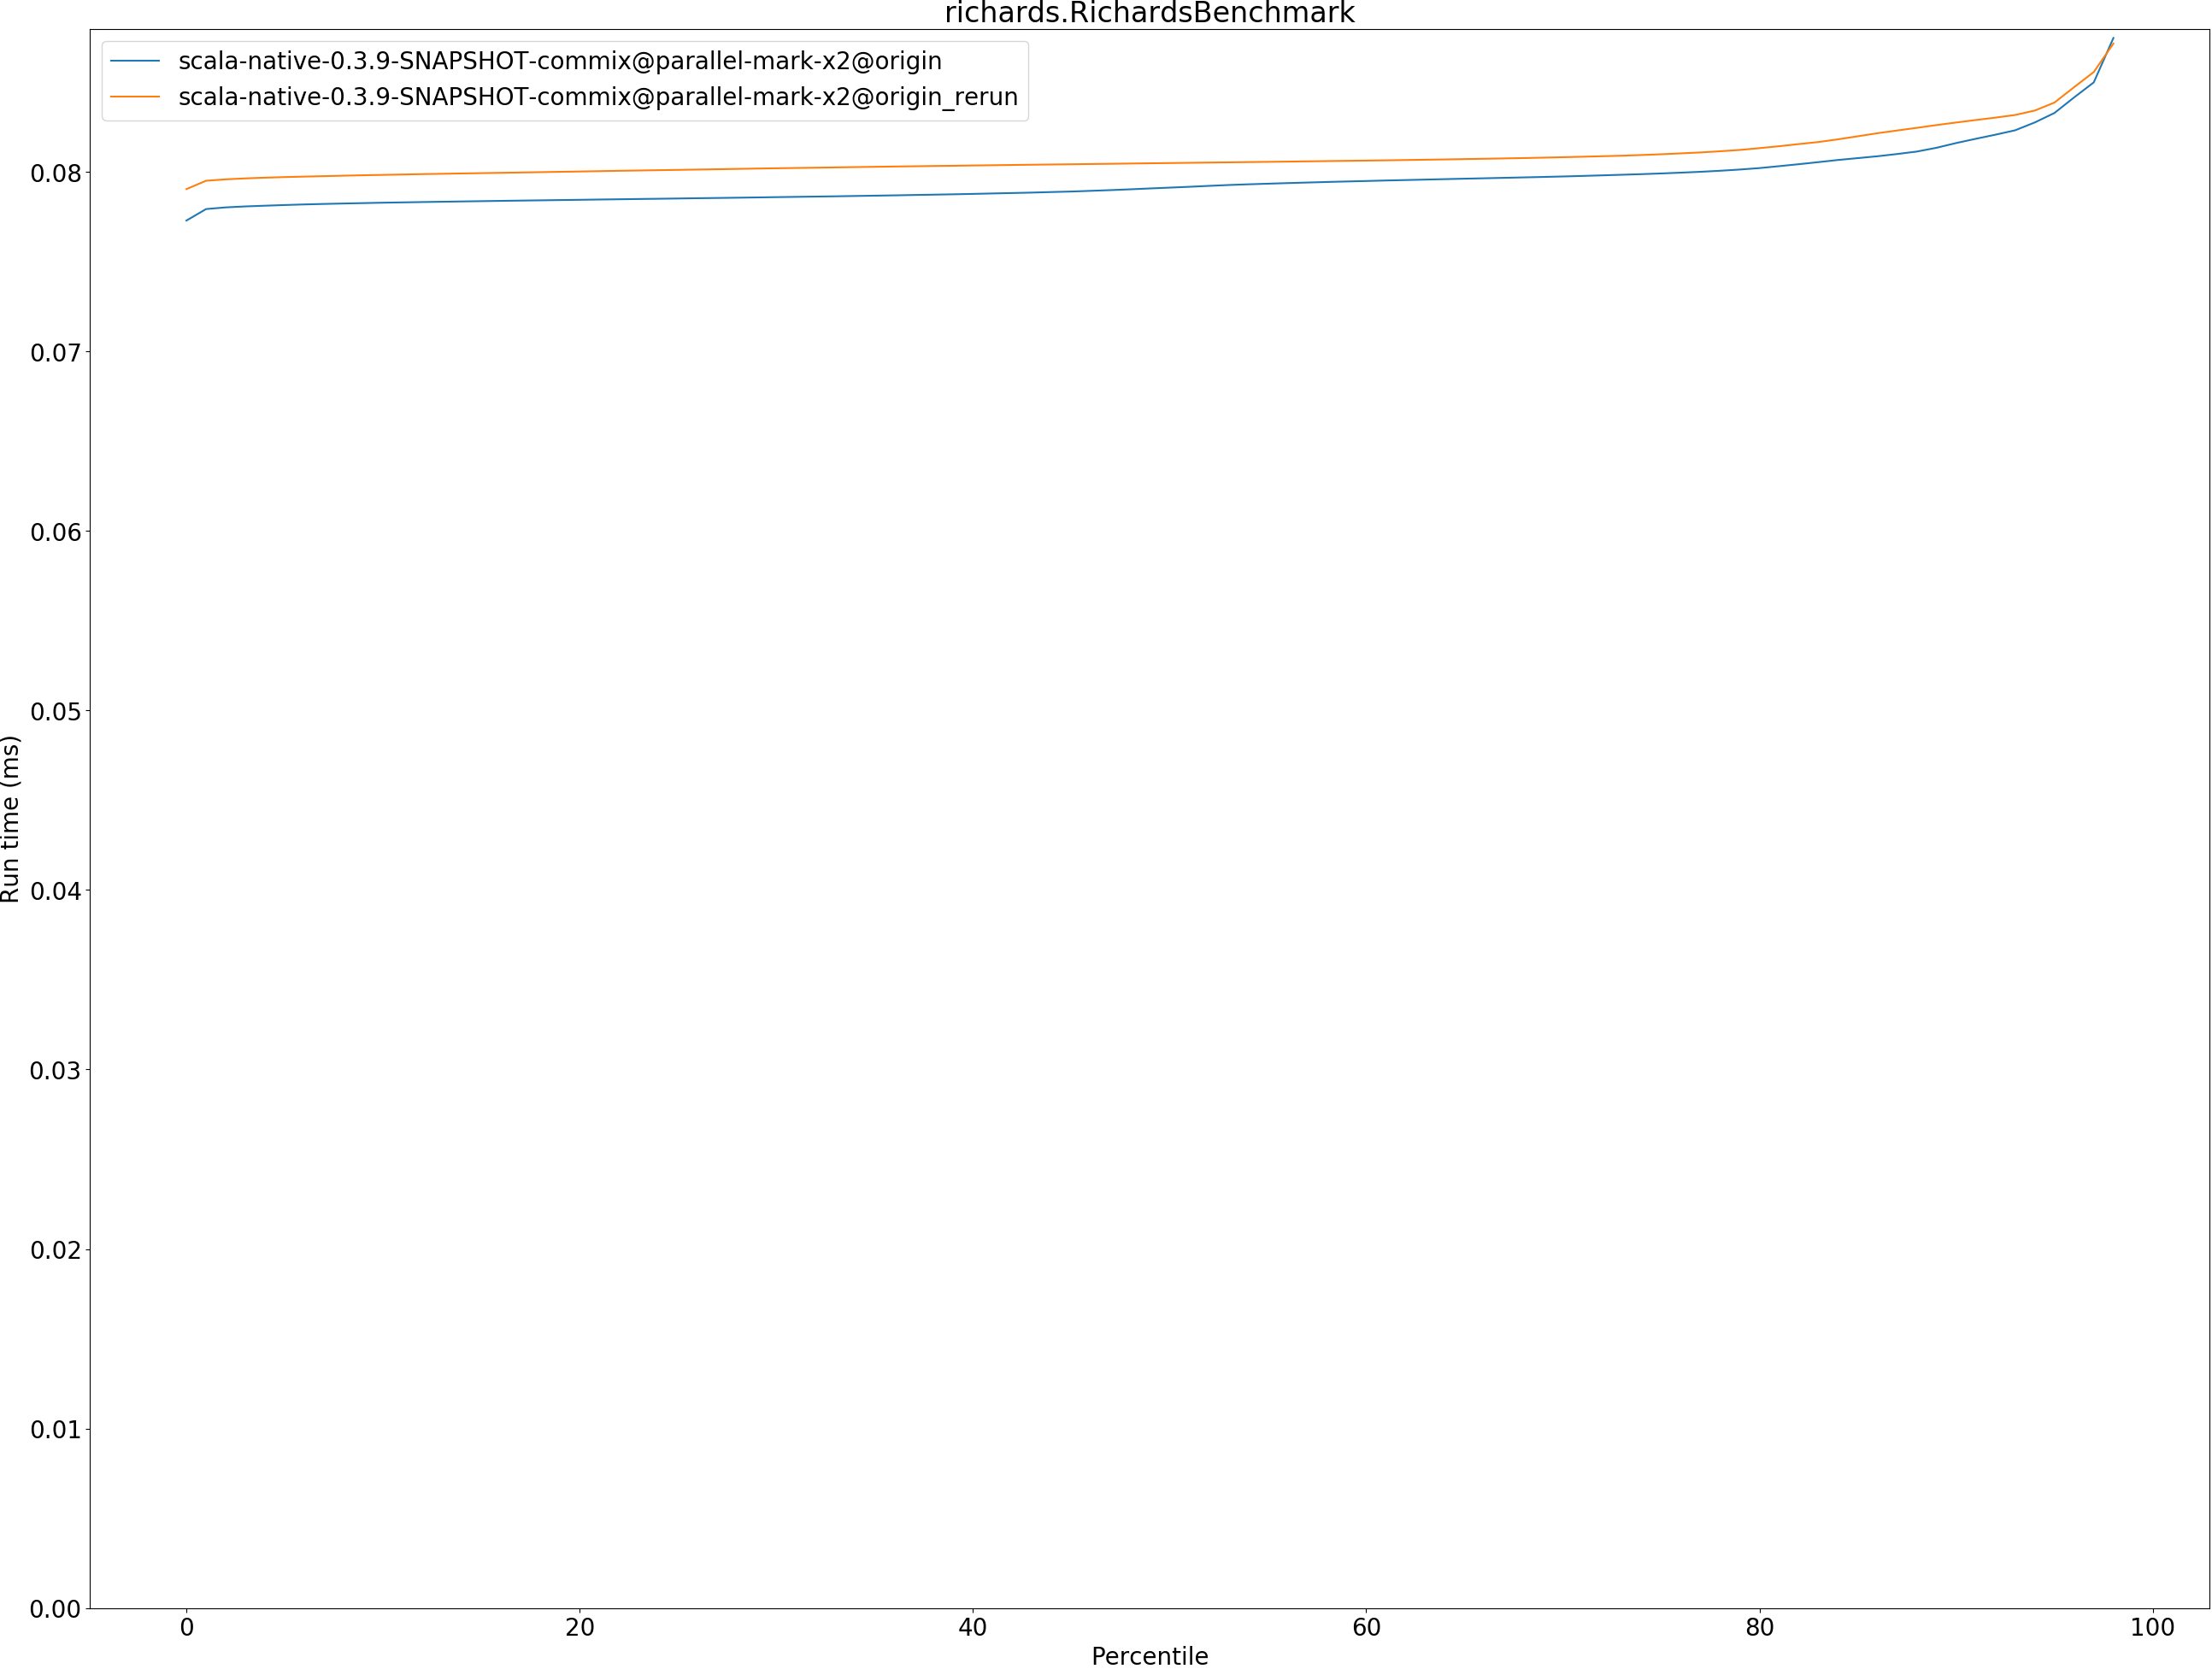 richards.RichardsBenchmark
scala-native-0.3.9-SNAPSHOT-commix@parallel-mark-x2@origin
scala-native-0.3.9-SNAPSHOT-commix@parallel-mark-x2@origin_rerun
0.08
0.07
0.06
0.05
0.04
0.03
0.02
0.01
0.00
Run time (ms)
0 20 40 60 80 100
Percentile